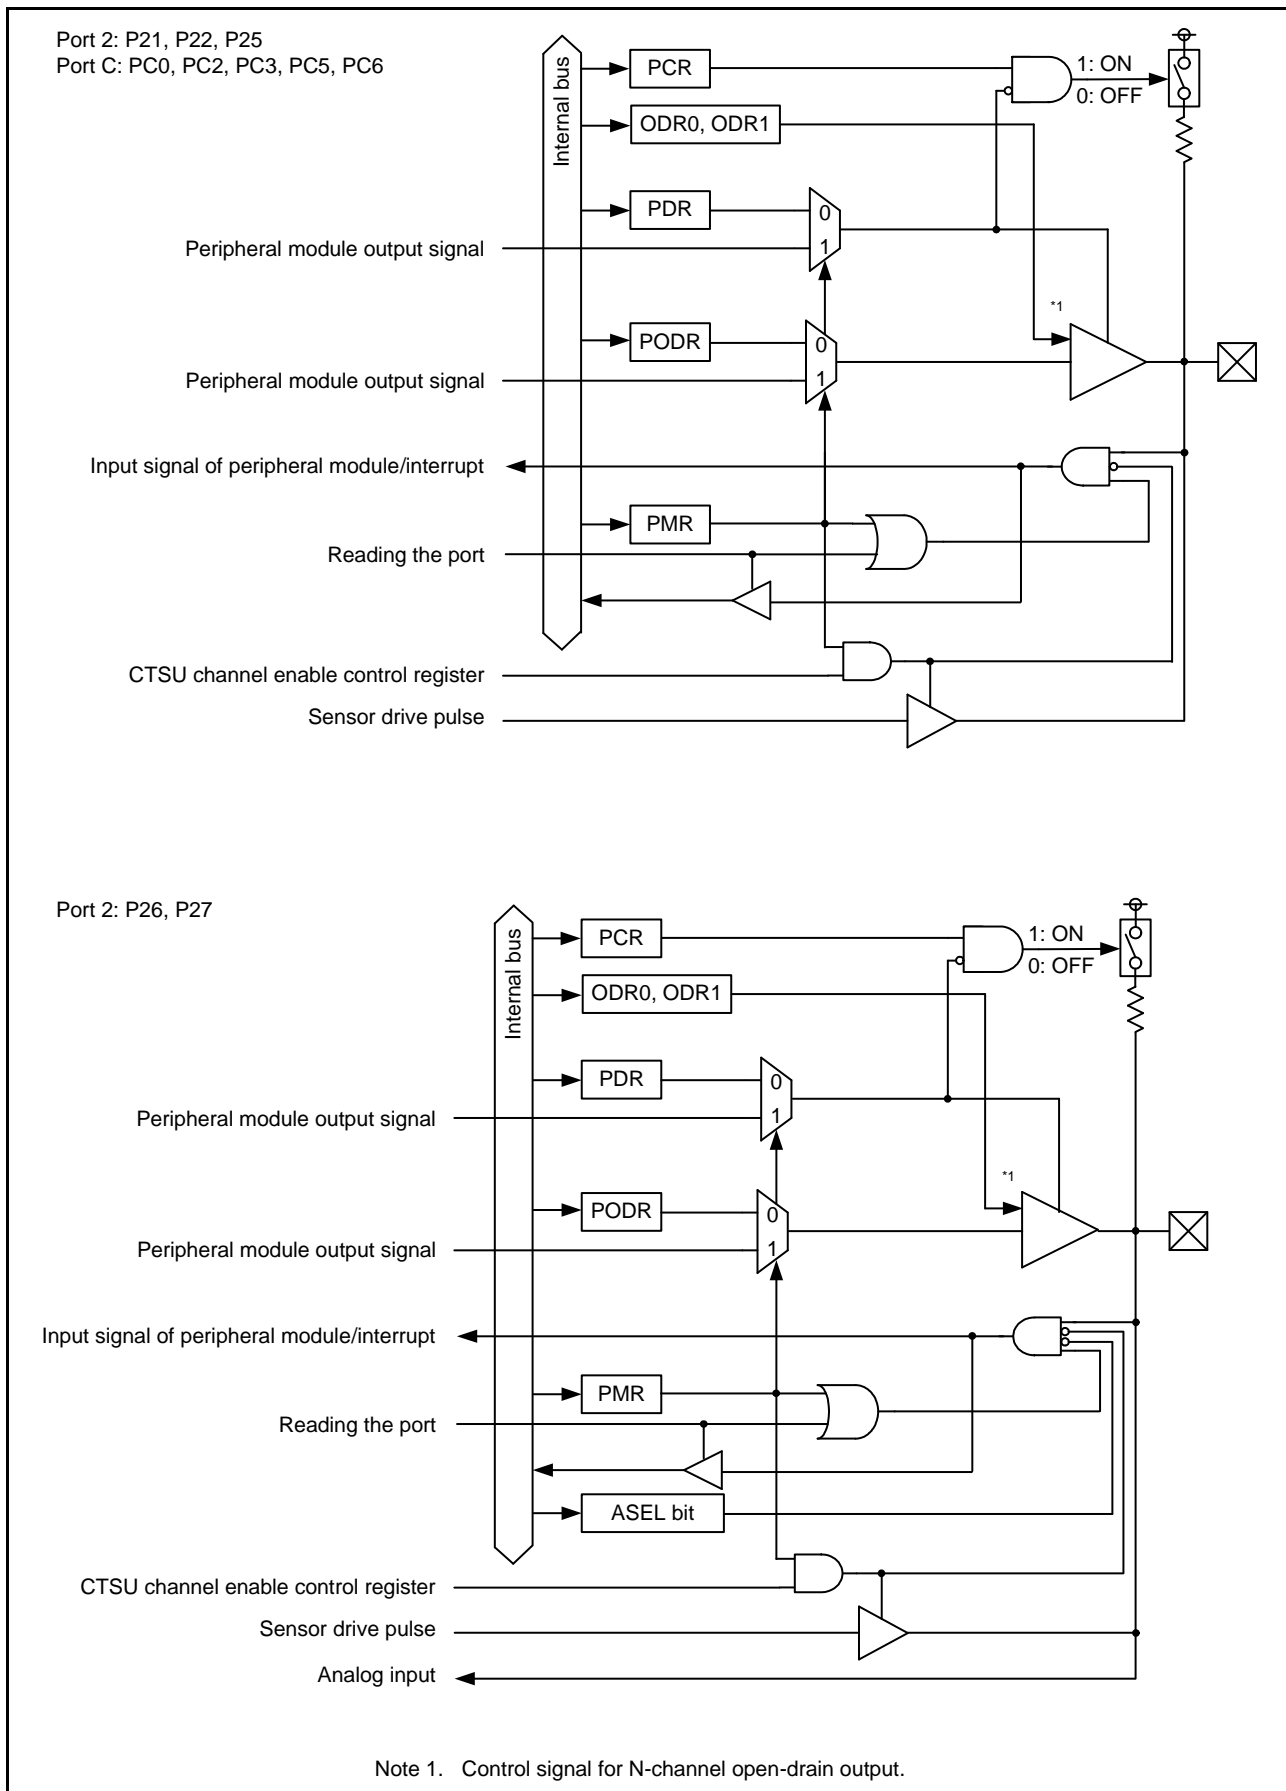 Port 2: P21, P22, P25
Port C: PC0, PC2, PC3, PC5, PC6
Internal bus
PCR
1: ON
0: OFF
ODR0, ODR1
PDR
0
Peripheral module output signal
1
*1
PODR
0
Peripheral module output signal
1
Input signal of peripheral module/interrupt
PMR
Reading the port
CTSU channel enable control register
Sensor drive pulse
Port 2: P26, P27
Internal bus
PCR
1: ON
0: OFF
ODR0, ODR1
PDR
0
Peripheral module output signal
1
*1
PODR
0
Peripheral module output signal
1
Input signal of peripheral module/interrupt
PMR
Reading the port
ASEL bit
CTSU channel enable control register
Sensor drive pulse
Analog input
Note 1. Control signal for N-channel open-drain output.